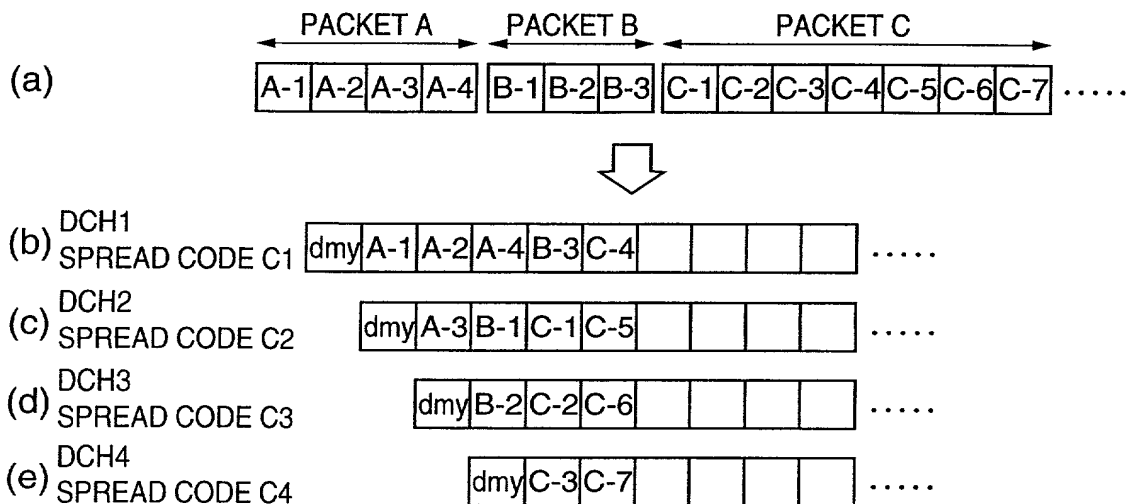 PACKET A PACKET B PACKET C
(a) A-1 A-2 A-3 A-4 B-1 B-2 B-3 C-1 C-2 C-3 C-4 C-5 C-6 C-7 .....
(b) DCH1
SPREAD CODE C1 dmy A-1 A-2 A-4 B-3 C-4 .....
(c) DCH2
SPREAD CODE C2 dmy A-3 B-1 C-1 C-5 .....
(d) DCH3
SPREAD CODE C3 dmy B-2 C-2 C-6 .....
(e) DCH4
SPREAD CODE C4 dmy C-3 C-7 .....